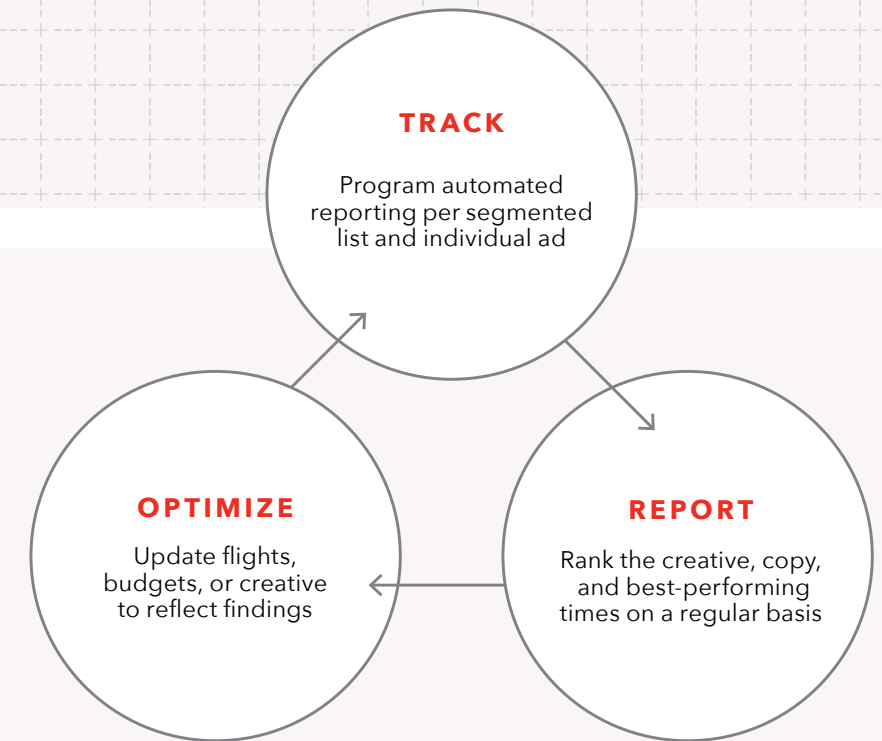 TRACK
Program automated
reporting per segmented
list and individual ad
OPTIMIZE
Update flights,
budgets, or creative
to reflect findings
REPORT
Rank the creative, copy,
and best-performing
times on a regular basis